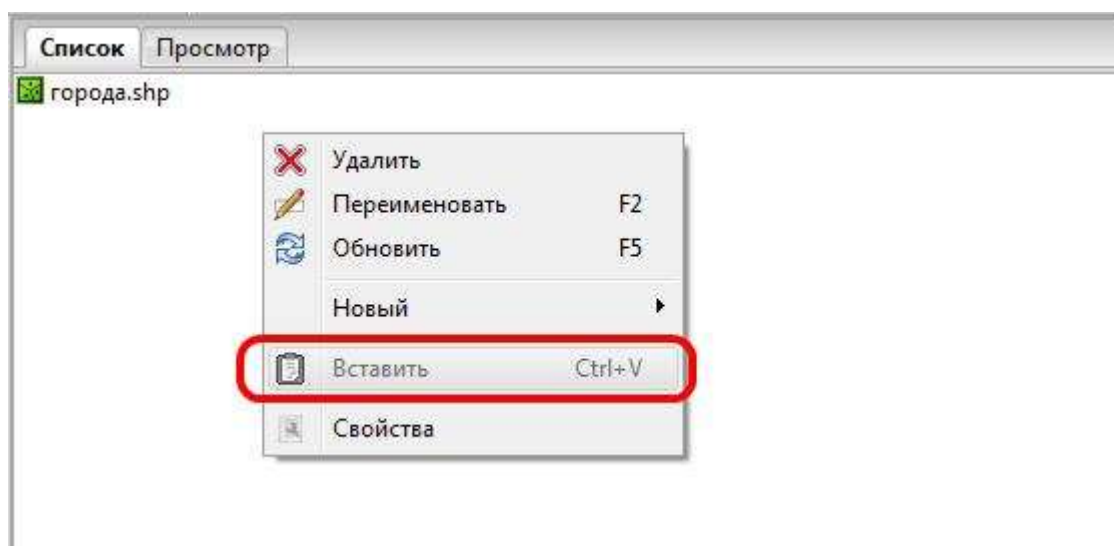 Список Просмотр
города.shp
Удалить
Переименовать F2
Обновить F5
Новый
Вставить Ctrl+V
Свойства